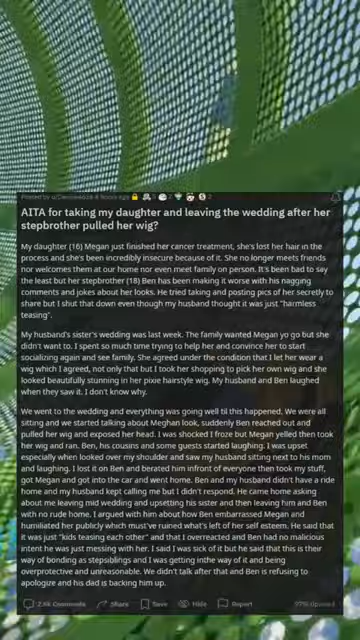 AITA for taking my daughter and leaving the wedding after her
stepbrother pulled her wig?
My daughter (16) Megan just finished her cancer treatment, she's lost her hair in the
process and she's been incredibly insecure because of it. She no longer meets friends
nor welcomes them at our home nor even meet family on person. It's been bad to say
the least but her stepbrother (18) Ben has been making it worse with his nagging
comments and jokes about her looks. He tried taking and posting pics of her secretly to
share but I shut that down even though my husband thought it was just "harmless
teasing".
My husband's sister's wedding was last week. The family wanted Megan yo go but she
didn't want to. I spent so much time trying to help her and convince her to start
socializing again and see family. She agreed under the condition that I let her wear a
wig which I agreed, not only that but I took her shopping to pick her own wig and she
looked beautifully stunning in her pixie hairstyle wig. My husband and Ben laughed
when they saw it. I don't know why.
We went to the wedding and everything was going well til this happened. We were all
sitting and we started talking about Meghan look, suddenly Ben reached out and
pulled her wig and exposed her head. I was shocked I froze but Megan yelled then took
her wig and ran. Ben, his cousins and some guests started laughing. I was upset
especially when looked over my shoulder and saw my husband sitting next to his mom
and laughing. I lost it on Ben and berated him infront of everyone then took my stuff,
got Megan and got into the car and went home. Ben and my husband didn't have a ride
home and my husband kept calling me but I didn't respond. He came home asking
about me leaving mid wedding and upsetting his sister and then leaving him and Ben
with no rude home. I argued with him about how Ben embarrassed Megan and
humiliated her publicly which must've ruined what's left of her self esteem. He said that
it was just "kids teasing each other" and that I overreacted and Ben had no malicious
intent he was just messing with her. I said I was sick of it but he said that this is their
way of bonding as stepsiblings and I was getting inthe way of it and being
overprotective and unreasonable. We didn't talk after that and Ben is refusing to
apologize and his dad is backing him up.
Comments Share Save Hide Report 97% Upvoted